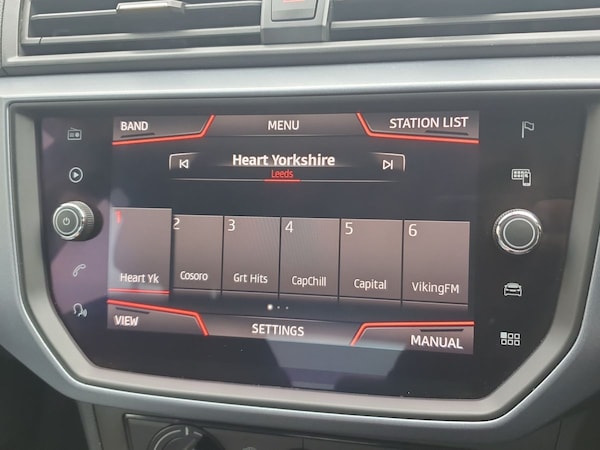 BAND MENU STATION LIST
Heart Yorkshire
Leeds
1 2 3 4 5 6
Heart Yk Cosoro Grt Hits CapChill Capital VikingFM
VIEW SETTINGS MANUAL